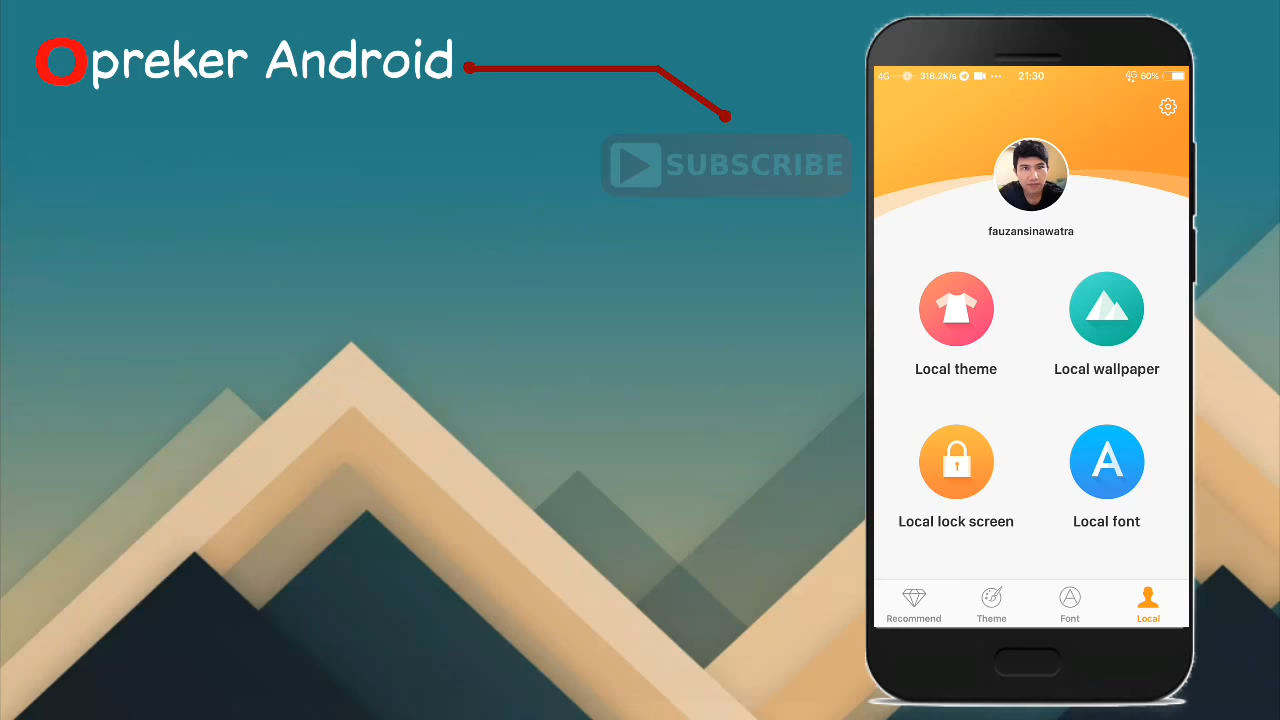 Opreker Android
SUBSCRIBE
4G 318.2K/s ... 21:30 4G 60%
fauzansinawatra
Local theme
Local wallpaper
Local lock screen
Local font
Recommend
Theme
Font
Local